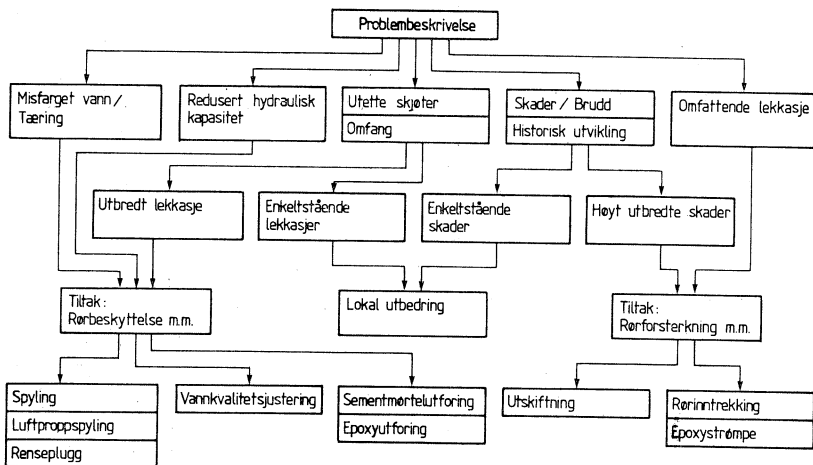 Problembeskrivelse
Misfarget vann /
Tæring
Redusert hydraulisk
kapasitet
Utette skjøter
Omfang
Skader / Brudd
Historisk utvikling
Omfattende lekkasje
Utbredt lekkasje
Enkeltstående
lekkasjer
Enkeltstående
skader
Høyt utbredte skader
Tiltak:
Rørbeskyttelse m.m.
Lokal utbedring
Tiltak:
Rørforsterkning m.m.
Spyling
Luftproppspyling
Renseplugg
Vannkvalitetsjustering
Sementmørtelutforing
Epoxyutforing
Utskiftning
Rørinntrekking
Epoxystrømpe